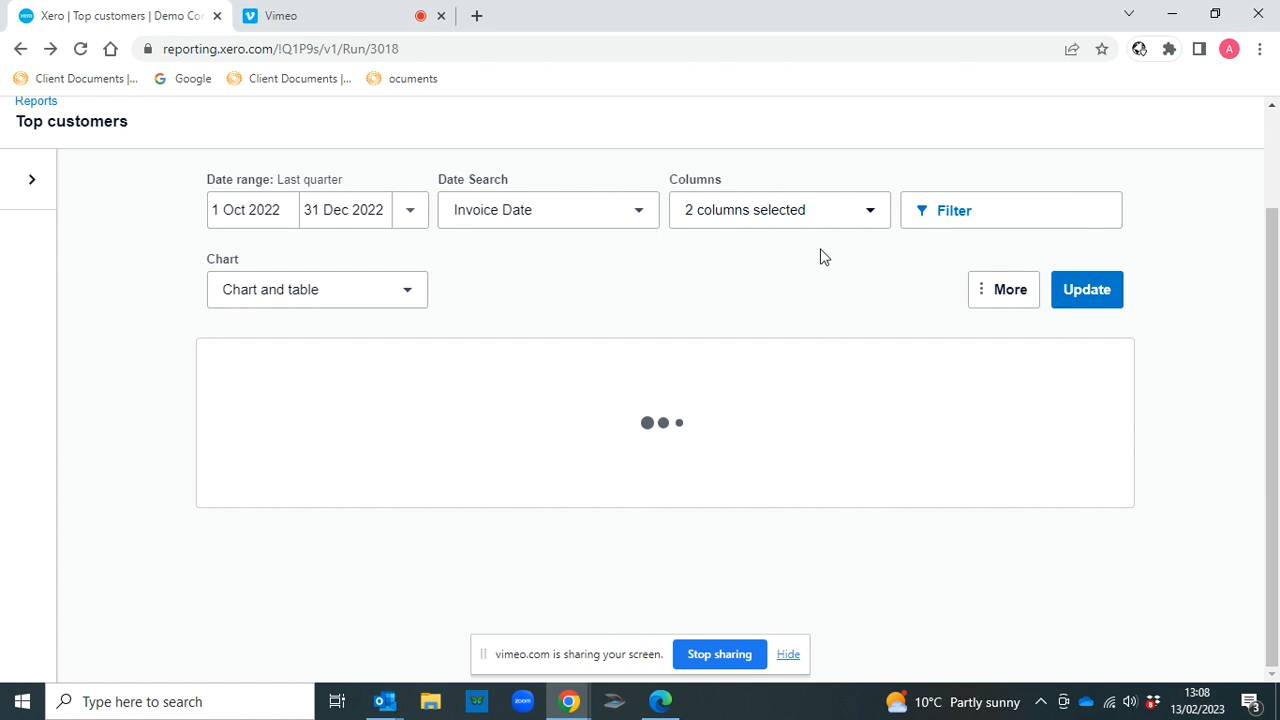 Xero | Top customers | Demo Cor
Vimeo
reporting.xero.com/!Q1P9s/v1/Run/3018
A
Client Documents |...
Google
Client Documents |...
ocuments
Reports
Top customers
Date range: Last quarter
Date Search
Columns
1 Oct 2022
31 Dec 2022
Invoice Date
2 columns selected
Filter
Chart
Chart and table
More
Update
vimeo.com is sharing your screen.
Stop sharing
Hide
Type here to search
zoom
10°C Partly sunny
13:08
13/02/2023
3